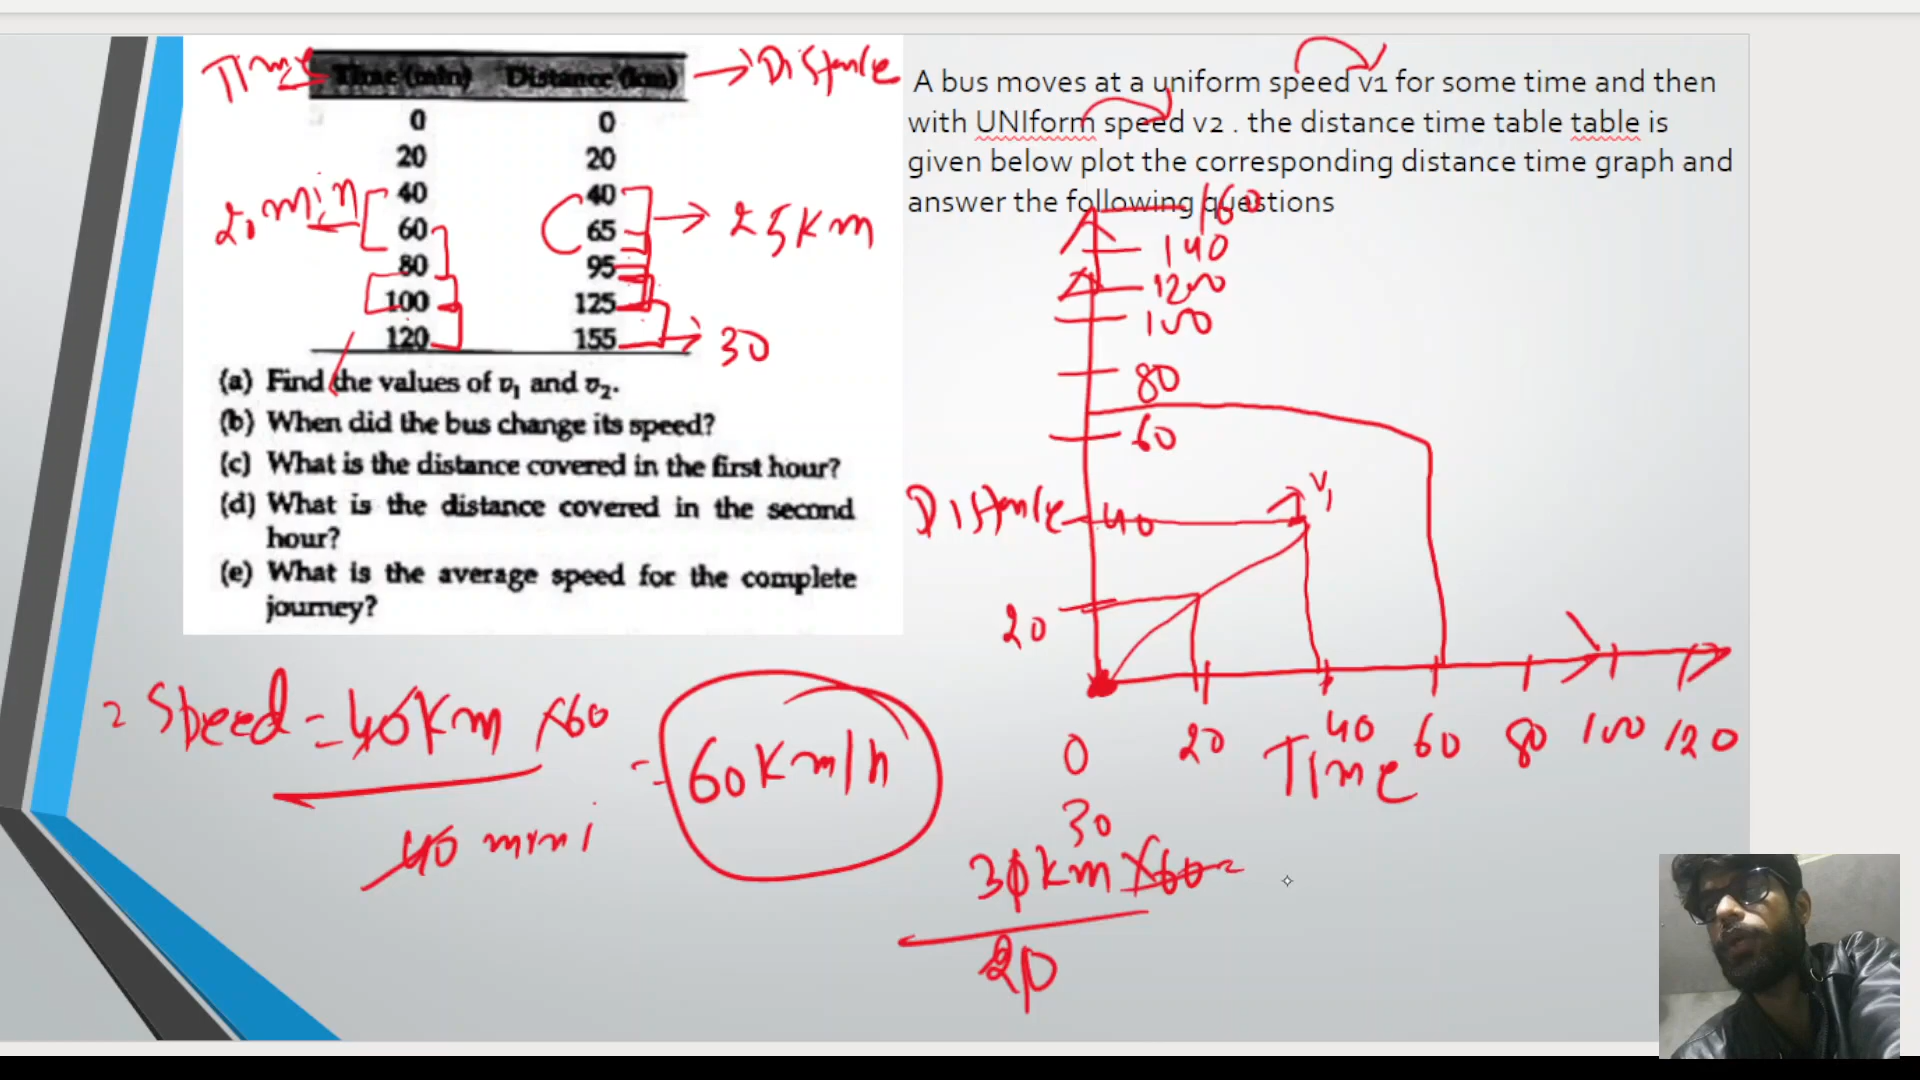 Time
Time (min) Distance (km)
Distance
0 0
20 20
40 40
60 65
80 95
100 125
120 155
20 min
25 Km
30
(a) Find the values of v₁ and v₂.
(b) When did the bus change its speed?
(c) What is the distance covered in the first hour?
(d) What is the distance covered in the second
hour?
(e) What is the average speed for the complete
journey?
A bus moves at a uniform speed v1 for some time and then
with UNIform speed v2 . the distance time table table is
given below plot the corresponding distance time graph and
answer the following questions
160
140
120
100
80
60
Distance 40
20
V1
0 20 40 60 80 100 120
Time
Speed = 40Km ×60
40 min
= 60Km/h
30
30 Km ×60
20